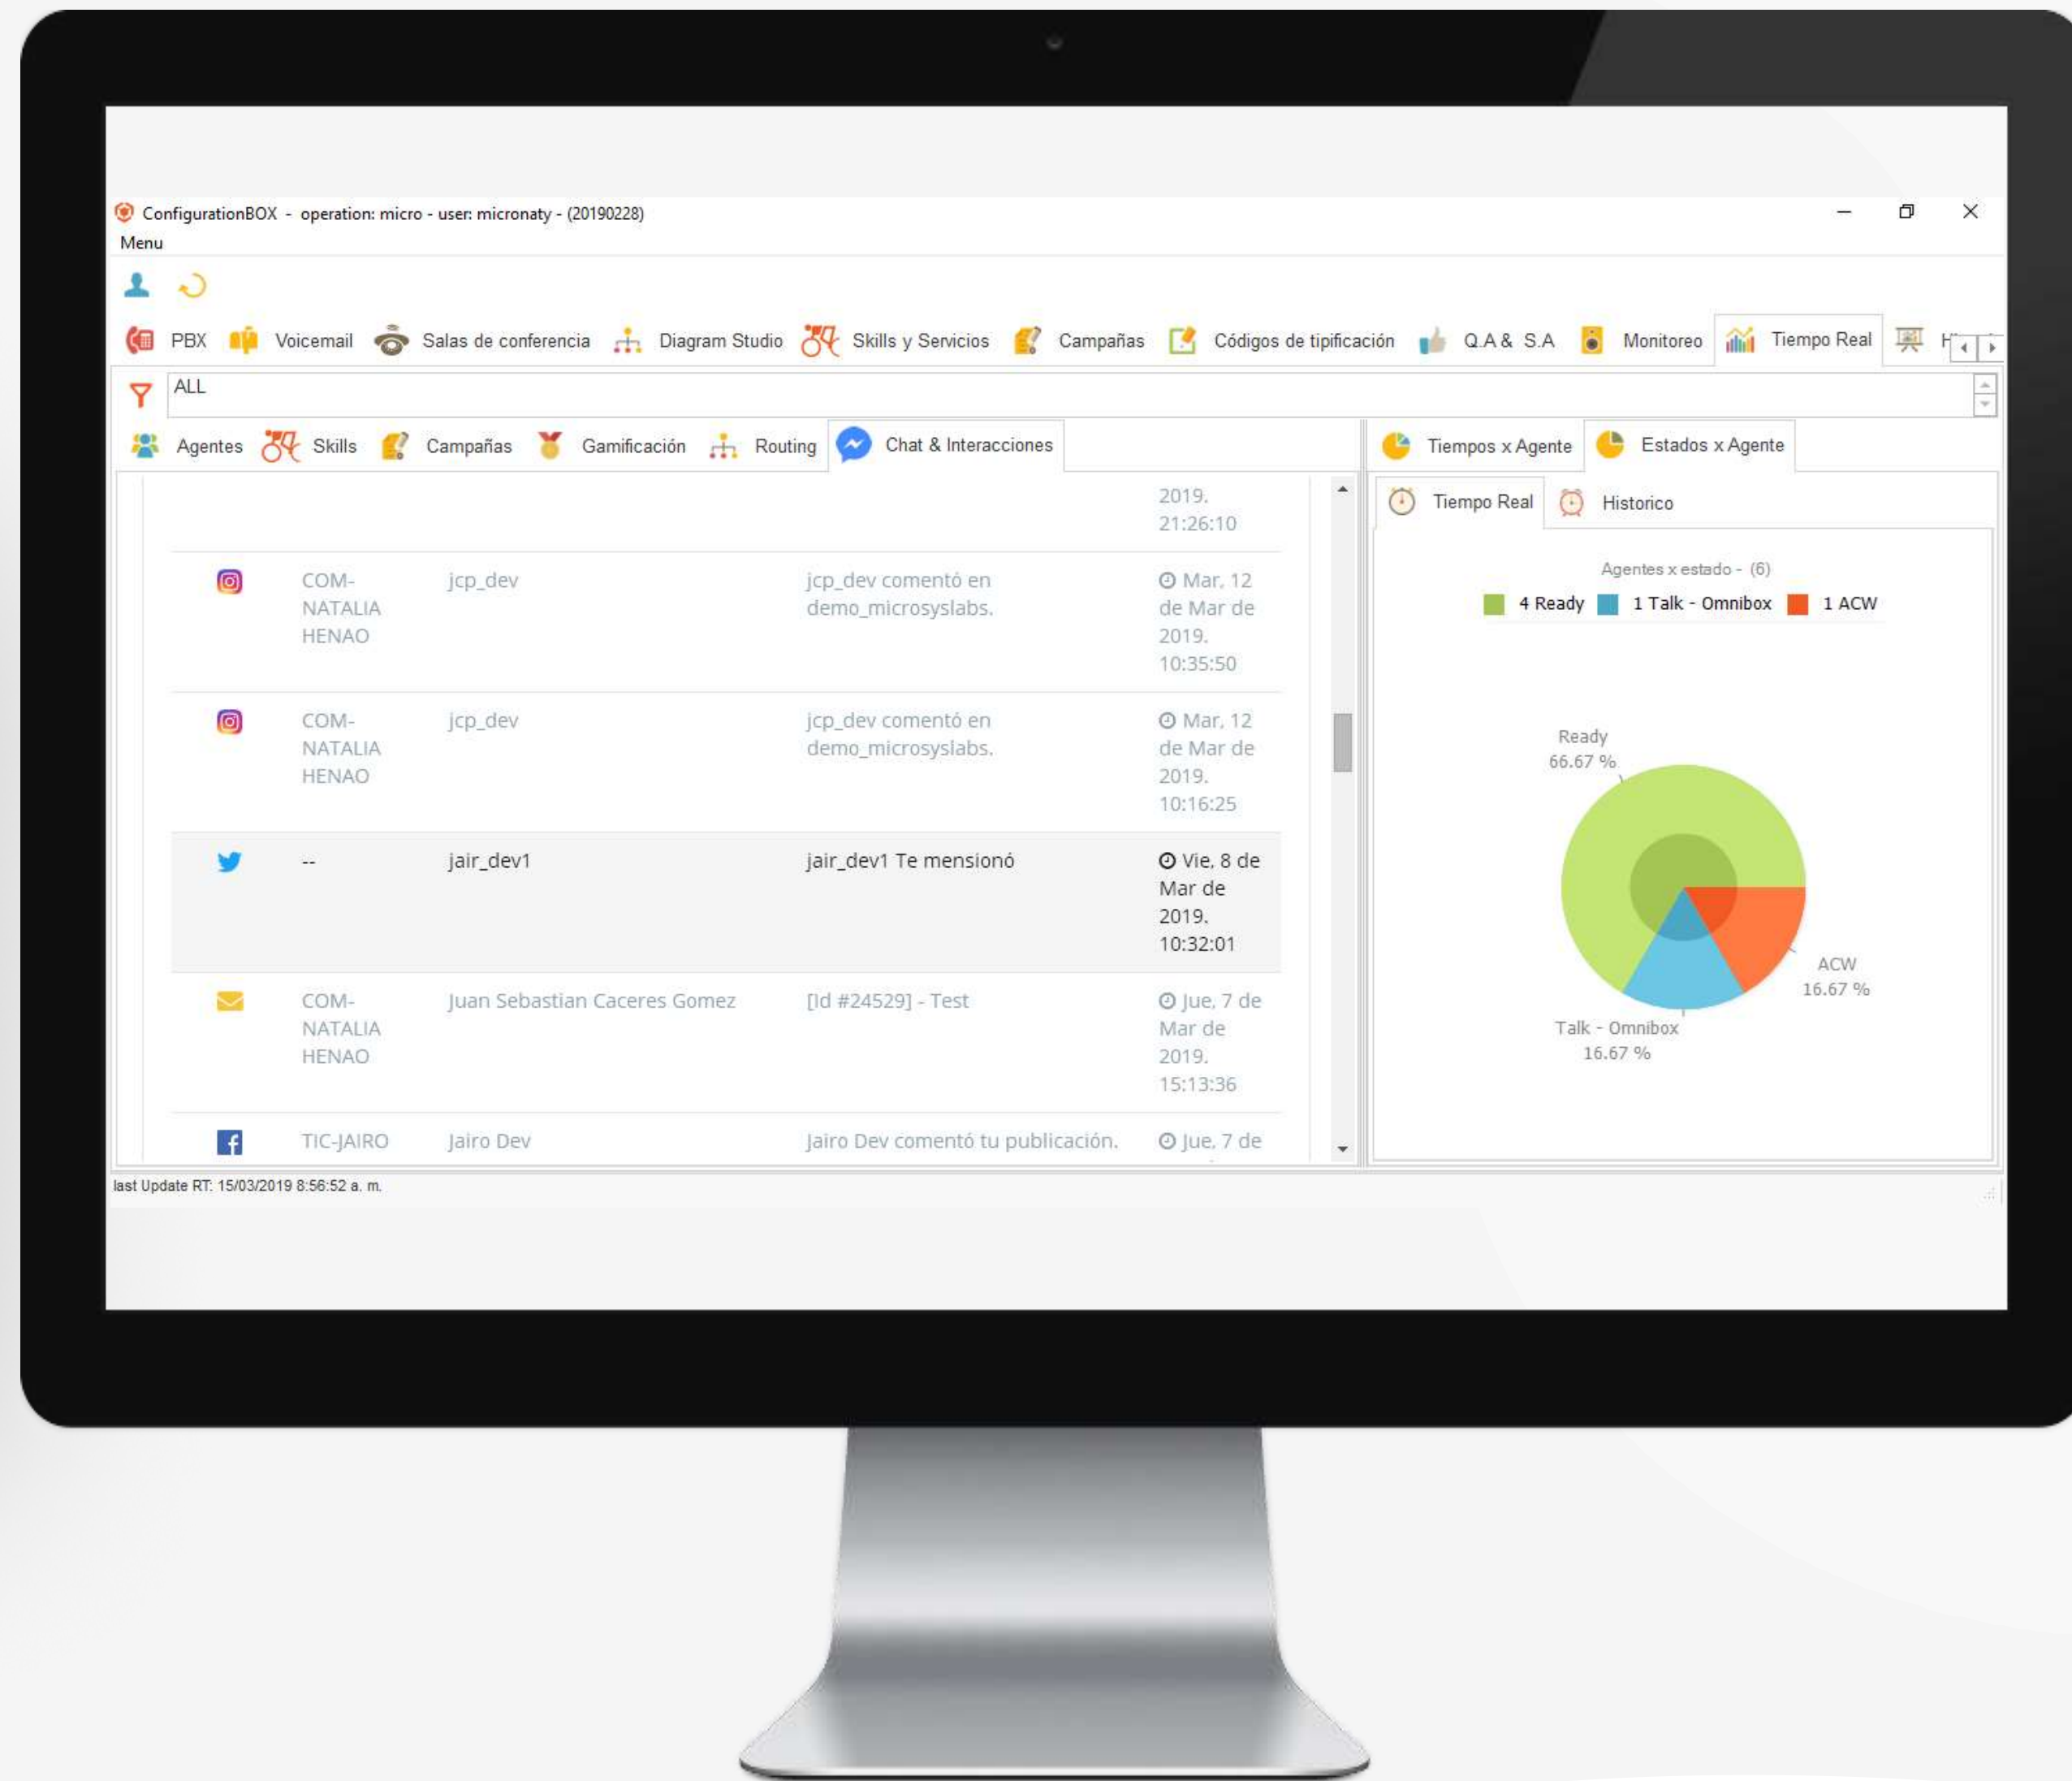 ConfigurationBOX - operation: micro - user: micronaty - (20190228)
Menu
PBX Voicemail Salas de conferencia Diagram Studio Skills y Servicios Campañas Códigos de tipificación Q.A & S.A Monitoreo Tiempo Real
ALL
Agentes Skills Campañas Gamificación Routing Chat & Interacciones
2019.
21:26:10
COM-
NATALIA
HENAO
jcp_dev
jcp_dev comentó en
demo_microsyslabs.
Mar, 12
de Mar de
2019.
10:35:50
COM-
NATALIA
HENAO
jcp_dev
jcp_dev comentó en
demo_microsyslabs.
Mar, 12
de Mar de
2019.
10:16:25
--
jair_dev1
jair_dev1 Te mensionó
Vie, 8 de
Mar de
2019.
10:32:01
COM-
NATALIA
HENAO
Juan Sebastian Caceres Gomez
[Id #24529] - Test
Jue, 7 de
Mar de
2019.
15:13:36
TIC-JAIRO
Jairo Dev
Jairo Dev comentó tu publicación.
Jue, 7 de
Tiempos x Agente Estados x Agente
Tiempo Real Historico
Agentes x estado - (6)
4 Ready 1 Talk - Omnibox 1 ACW
Ready
66.67 %
ACW
16.67 %
Talk - Omnibox
16.67 %
last Update RT: 15/03/2019 8:56:52 a. m.